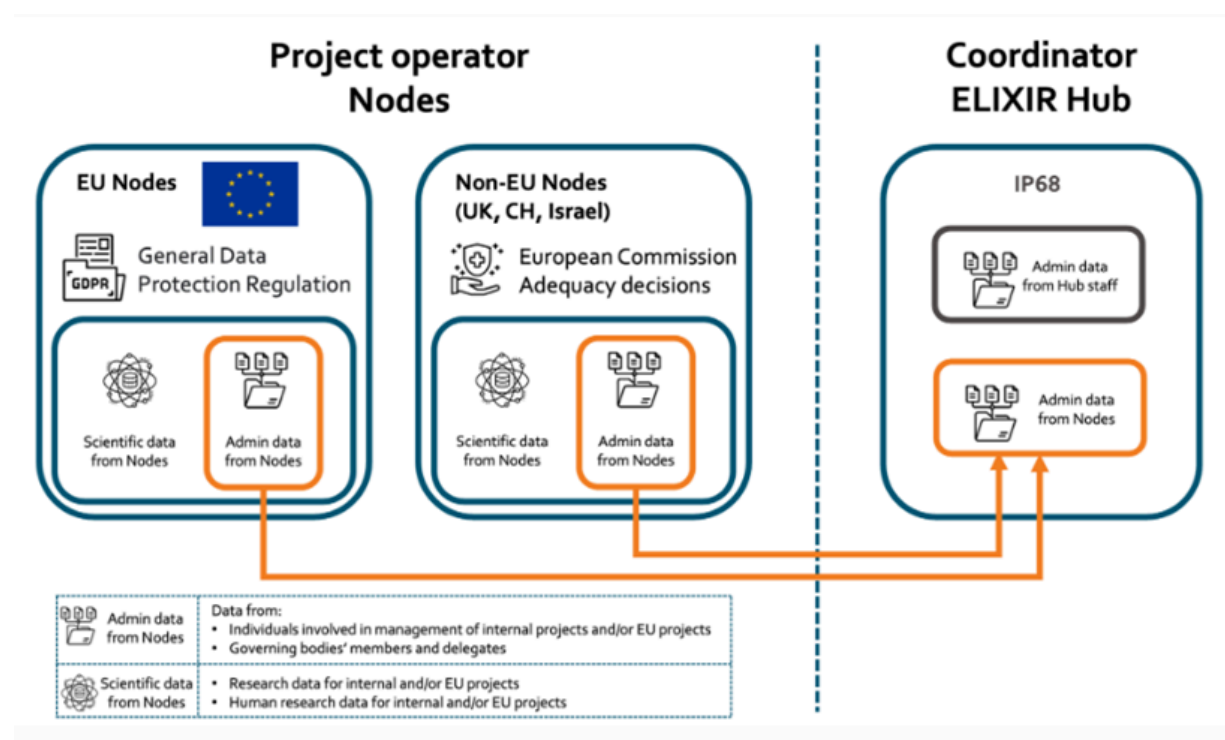 Project operator
Nodes
Coordinator
ELIXIR Hub
EU Nodes
GDPR
General Data
Protection Regulation
Scientific data
from Nodes
Admin data
from Nodes
Non-EU Nodes
(UK, CH, Israel)
European Commission
Adequacy decisions
Scientific data
from Nodes
Admin data
from Nodes
IP68
Admin data
from Hub staff
Admin data
from Nodes
Admin data
from Nodes
Data from:
• Individuals involved in management of internal projects and/or EU projects
• Governing bodies' members and delegates
Scientific data
from Nodes
• Research data for internal and/or EU projects
• Human research data for internal and/or EU projects